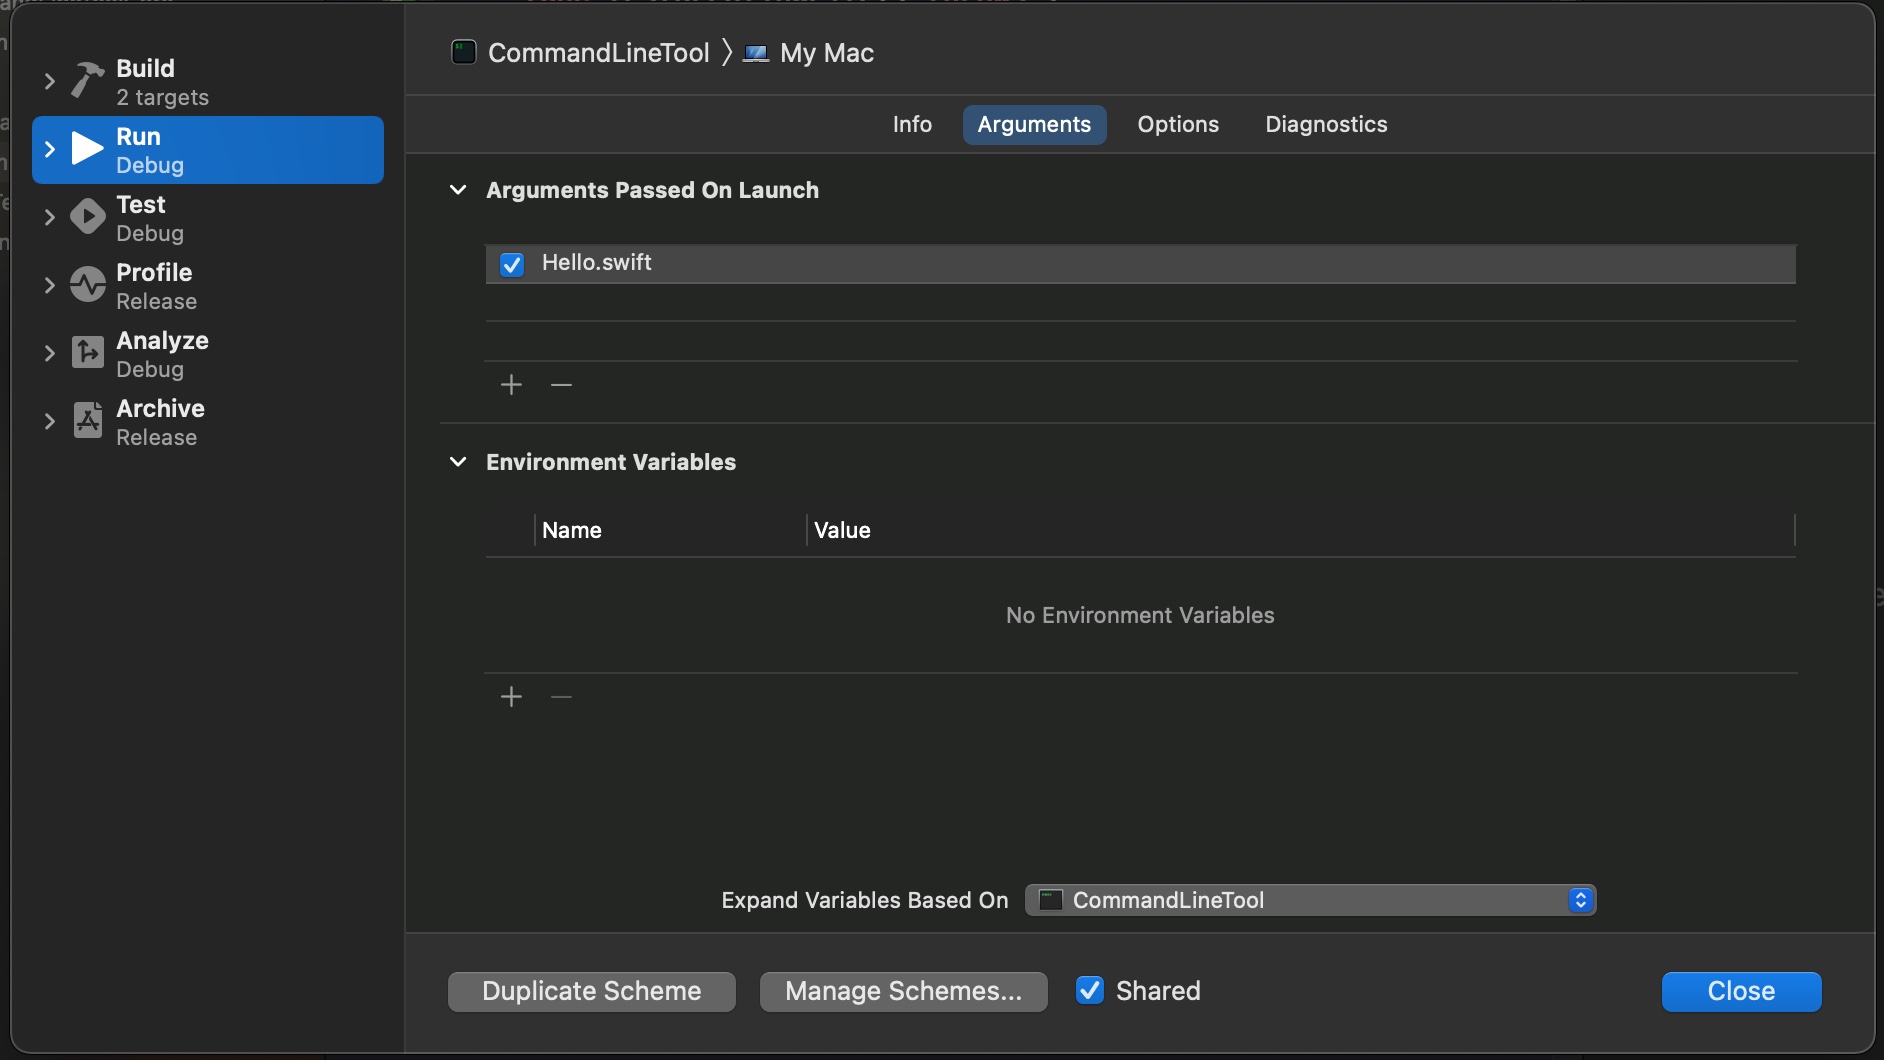 Build
2 targets
Run
Debug
Test
Debug
Profile
Release
Analyze
Debug
Archive
Release
CommandLineTool 〉 My Mac
Info Arguments Options Diagnostics
Arguments Passed On Launch
Hello.swift
Environment Variables
Name Value
No Environment Variables
Expand Variables Based On CommandLineTool
Duplicate Scheme Manage Schemes... Shared Close